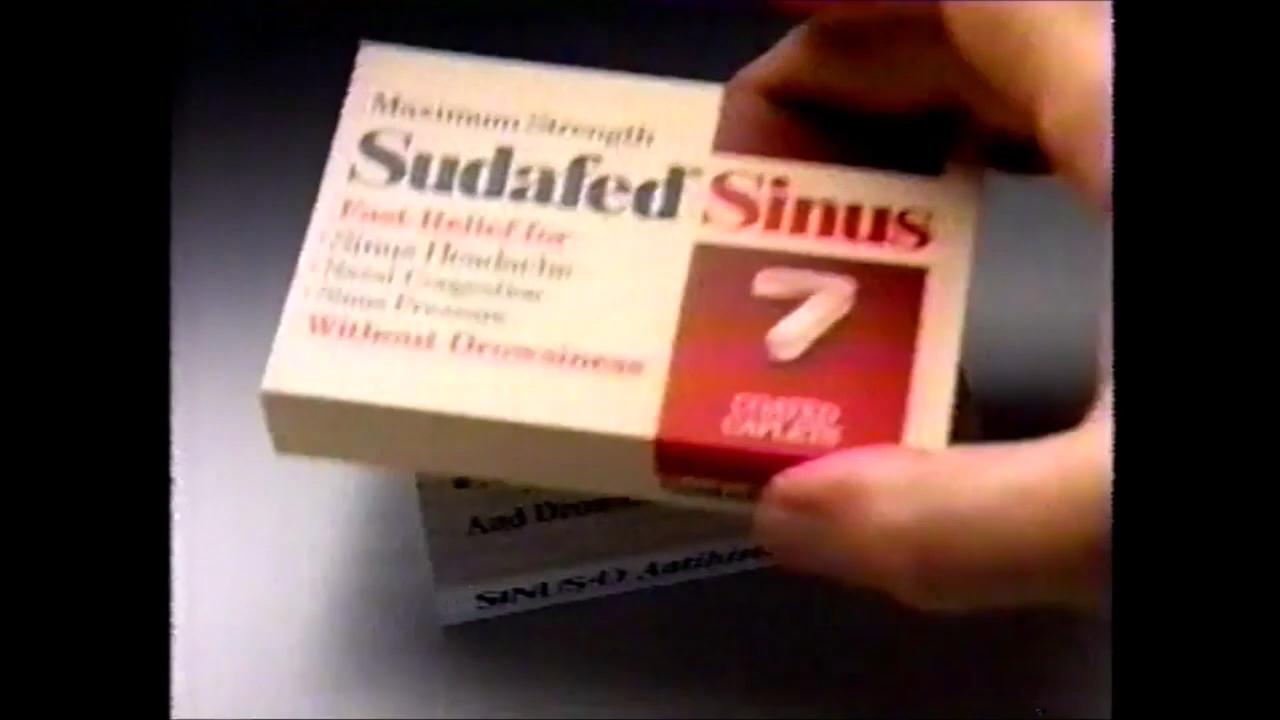 Maximum Strength
Sudafed Sinus
Fast Relief for
Sinus Headache
Nasal Congestion
Sinus Pressure
Without Drowsiness
COATED
CAPLETS
And
SINUS-D